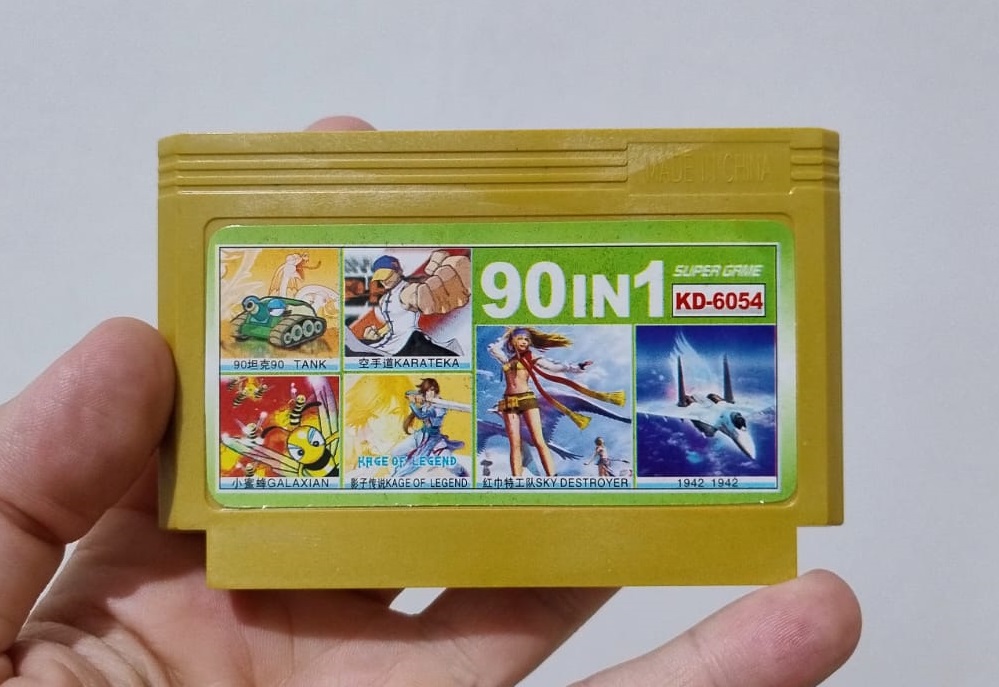 MADE IN CHINA
90IN1
SUPER GAME
KD-6054
90坦克90 TANK
空手道KARATEKA
小蜜蜂GALAXIAN
KAGE OF LEGEND
影子传说KAGE OF LEGEND
红巾特工队SKY DESTROYER
1942 1942